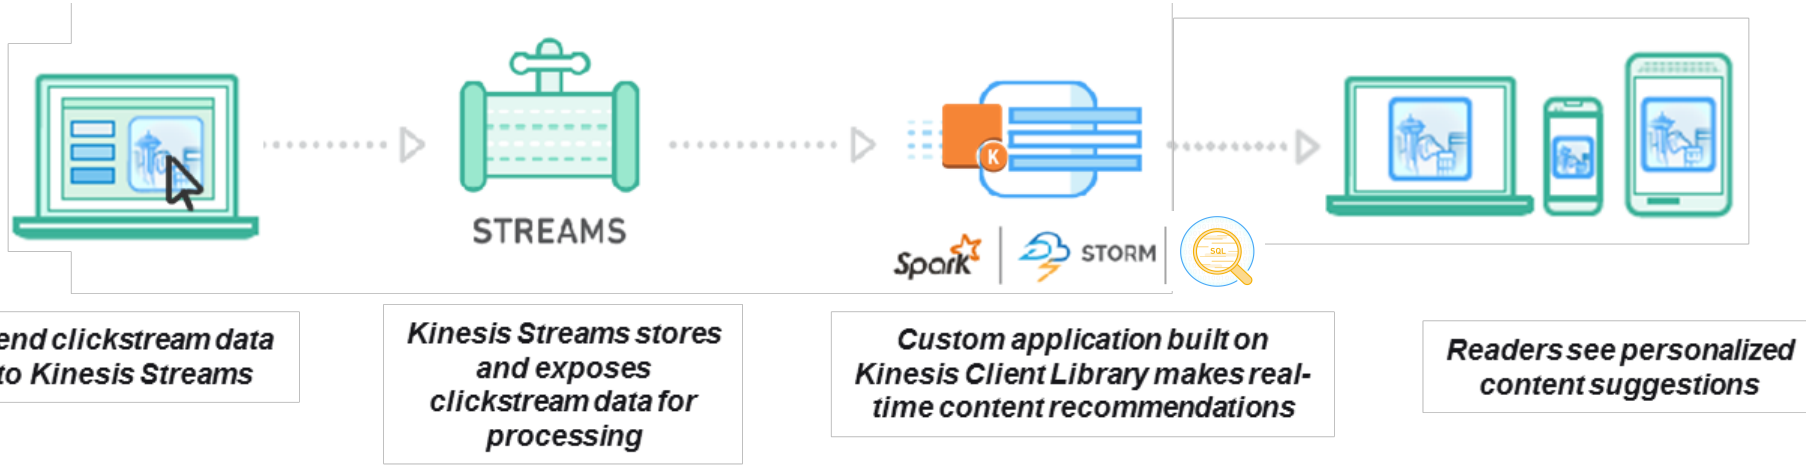 STREAMS
K
Spark
STORM
SQL
end clickstream data
to Kinesis Streams
Kinesis Streams stores
and exposes
clickstream data for
processing
Custom application built on
Kinesis Client Library makes real-
time content recommendations
Readers see personalized
content suggestions